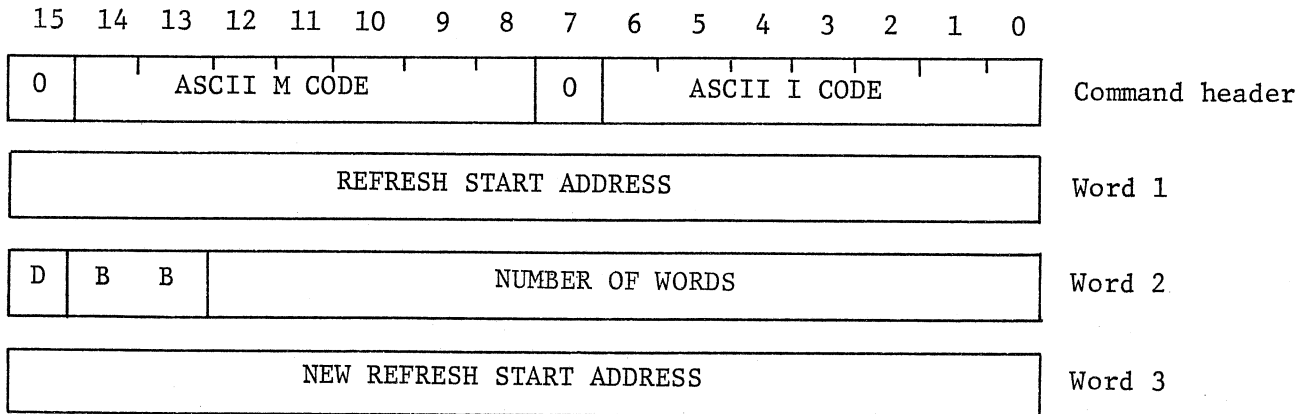 15 14 13 12 11 10 9 8 7 6 5 4 3 2 1 0
0 ASCII M CODE 0 ASCII I CODE Command header
REFRESH START ADDRESS Word 1
D B B NUMBER OF WORDS Word 2
NEW REFRESH START ADDRESS Word 3